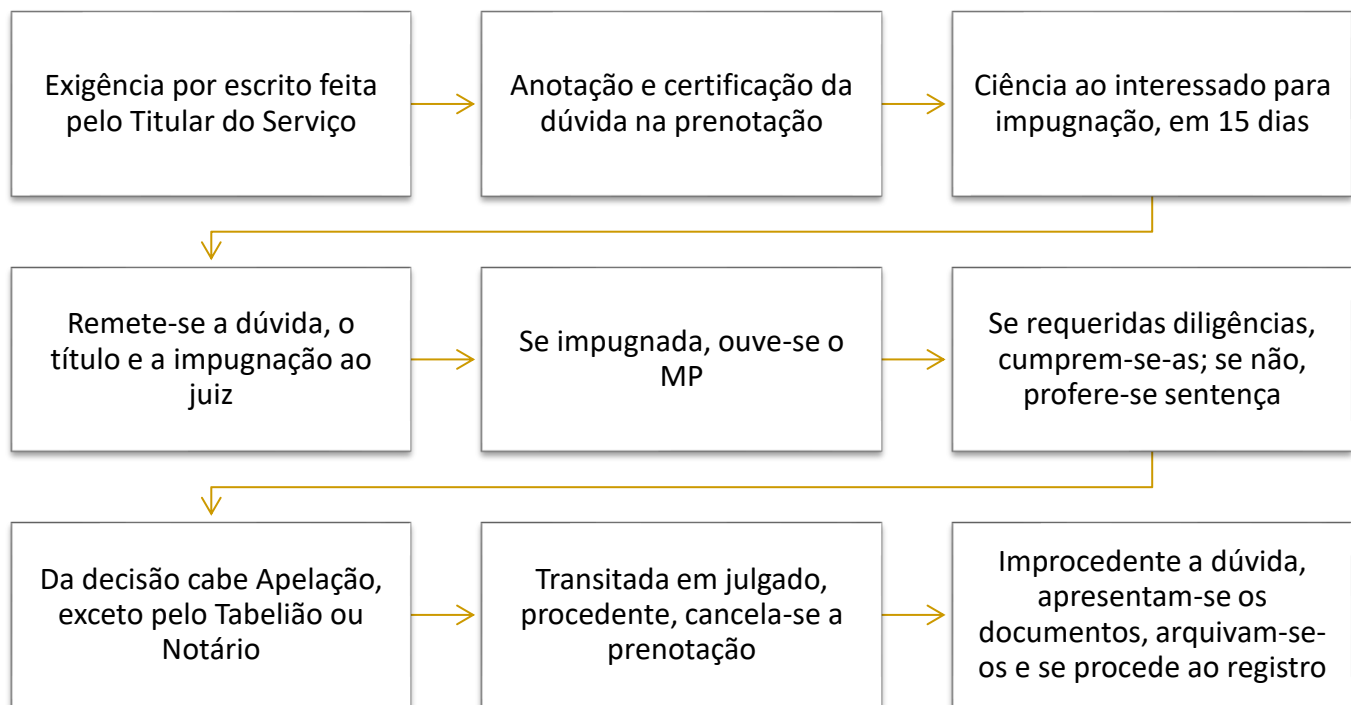 Exigência por escrito feita
pelo Titular do Serviço
Anotação e certificação da
dúvida na prenotação
Ciência ao interessado para
impugnação, em 15 dias
Remete-se a dúvida, o
título e a impugnação ao
juiz
Se impugnada, ouve-se o
MP
Se requeridas diligências,
cumprem-se-as; se não,
profere-se sentença
Da decisão cabe Apelação,
exceto pelo Tabelião ou
Notário
Transitada em julgado,
procedente, cancela-se a
prenotação
Improcedente a dúvida,
apresentam-se os
documentos, arquivam-se-
os e se procede ao registro